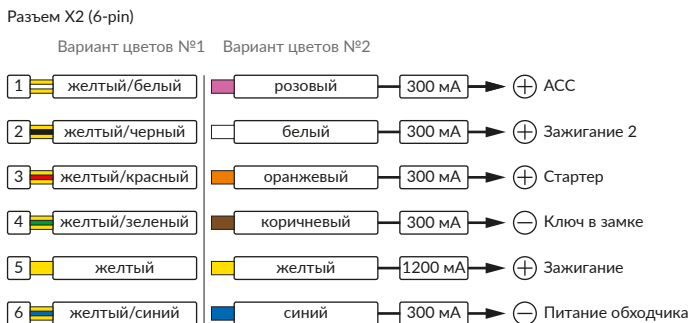 Разъем X2 (6-pin)
Вариант цветов №1 Вариант цветов №2
1 желтый/белый розовый 300 мА + ACC
2 желтый/черный белый 300 мА + Зажигание 2
3 желтый/красный оранжевый 300 мА + Стартер
4 желтый/зеленый коричневый 300 мА − Ключ в замке
5 желтый желтый 1200 мА + Зажигание
6 желтый/синий синий 300 мА − Питание обходчика